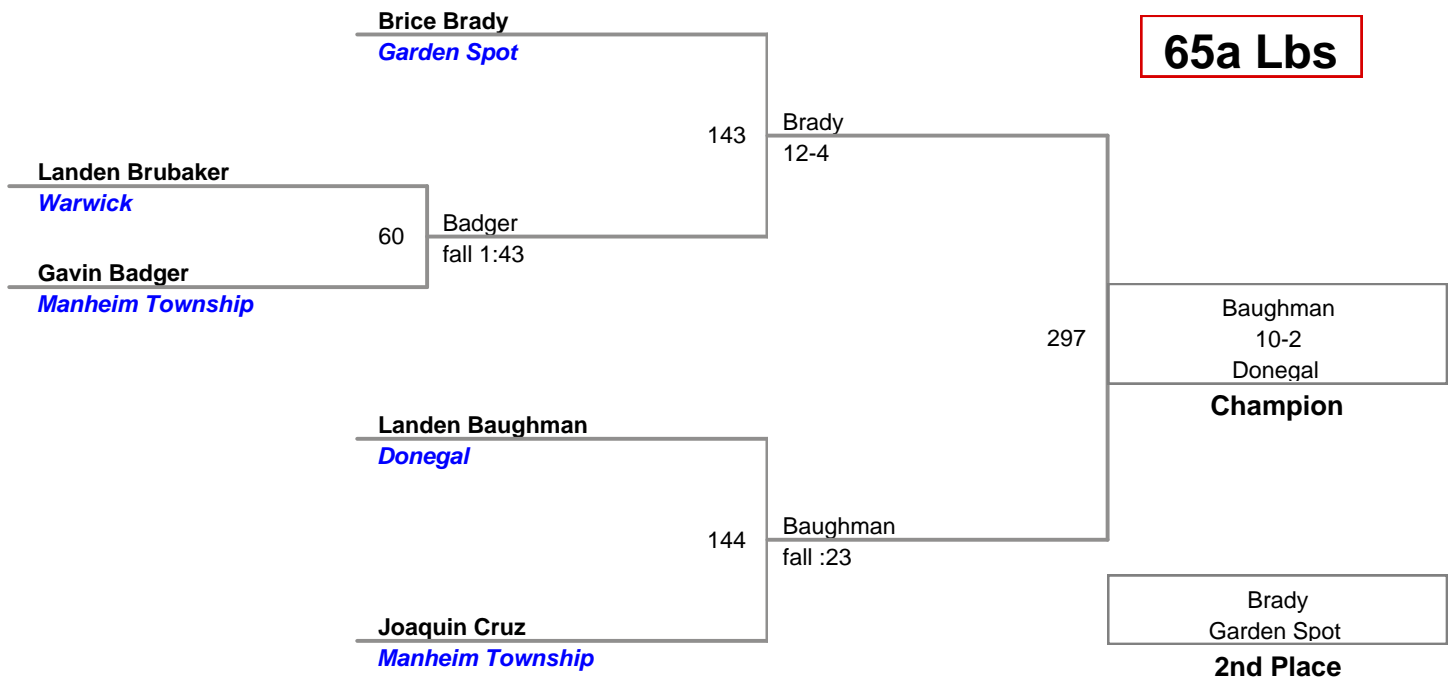 Brice Brady
Garden Spot
65a Lbs
143
Brady
12-4
Landen Brubaker
Warwick
60
Badger
fall 1:43
Gavin Badger
Manheim Township
297
Baughman
10-2
Donegal
Champion
Landen Baughman
Donegal
144
Baughman
fall :23
Joaquin Cruz
Manheim Township
Brady
Garden Spot
2nd Place